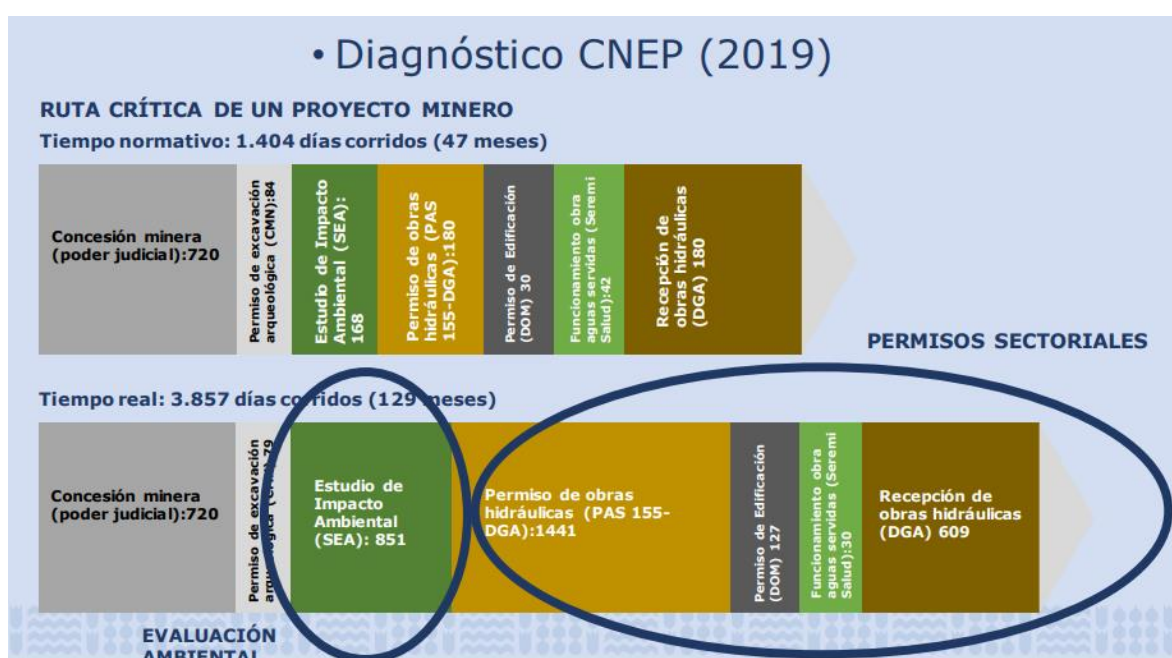 • Diagnóstico CNEP (2019)
RUTA CRÍTICA DE UN PROYECTO MINERO
Tiempo normativo: 1.404 días corridos (47 meses)
Concesión minera
(poder judicial):720
Permiso de excavación
arqueológica (CMN):84
Estudio de Impacto
Ambiental (SEA):
168
Permiso de obras
hidráulicas (PAS
155-DGA):180
Permiso de Edificación
(DOM) 30
Funcionamiento obra
aguas servidas (Seremi
Salud):42
Recepción de
obras hidráulicas
(DGA) 180
PERMISOS SECTORIALES
Tiempo real: 3.857 días corridos (129 meses)
Concesión minera
(poder judicial):720
Permiso de excavación
arqueológica (CMN):79
Estudio de
Impacto
Ambiental
(SEA): 851
Permiso de obras
hidráulicas (PAS 155-
DGA):1441
Permiso de Edificación
(DOM) 127
Funcionamiento obra
aguas servidas (Seremi
Salud):30
Recepción de
obras hidráulicas
(DGA) 609
EVALUACIÓN
AMBIENTAL